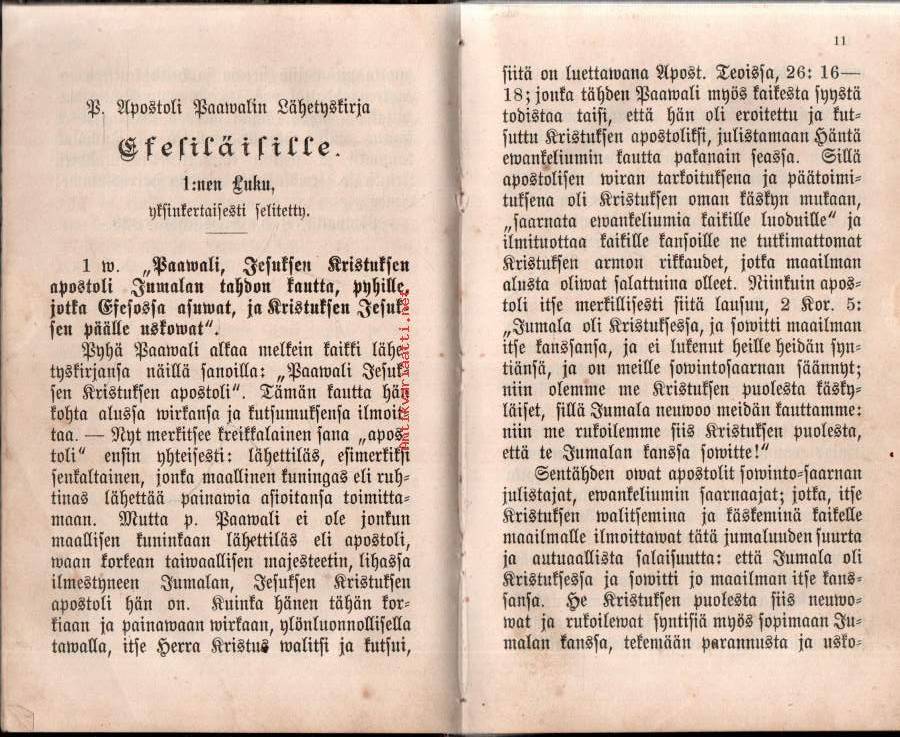 P. Apostoli Paawalin Lähetyskirja
Efesiläisille.
1:nen Luku,
yksinkertaisesti selitetty.
1 w. „Paawali, Jesuksen Kristuksen
apostoli Jumalan tahdon kautta, pyhille,
jotka Efesossa asuwat, ja Kristuksen Jesuk-
sen päälle uskowat“.
Pyhä Paawali alkaa melkein kaikki lähe-
tyskirjansa näillä sanoilla: „Paawali Jesuk-
sen Kristuksen apostoli“. Tämän kautta hän
kohta alussa wirkansa ja kutsumuksensa ilmoit-
taa. — Nyt merkitsee kreikkalainen sana „apos-
toli“ ensin yhteisesti: lähettiläs, esimerkiksi
senkaltainen, jonka maallinen kuningas eli ruh-
tinas lähettää painawia asioitansa toimitta-
maan. Mutta p. Paawali ei ole jonkun
maallisen kuninkaan lähettiläs eli apostoli,
waan korkean taiwaallisen majesteetin, lihassa
ilmestyneen Jumalan, Jesuksen Kristuksen
apostoli hän on. Kuinka hänen tähän kor-
kiaan ja painawaan wirkaan, ylönluonnollisella
tawalla, itse Herra Kristus walitsi ja kutsui,
antikvariaatti.net
11
siitä on luettawana Apost. Teoissa, 26: 16—
18; jonka tähden Paawali myös kaikesta syystä
todistaa taisi, että hän oli eroitettu ja kut-
suttu Kristuksen apostoliksi, julistamaan Häntä
ewankeliumin kautta pakanain seassa. Sillä
apostolisen wiran tarkoituksena ja päätoimi-
tuksena oli Kristuksen oman käskyn mukaan,
„saarnata ewankeliumia kaikille luoduille“ ja
ilmituottaa kaikille kansoille ne tutkimattomat
Kristuksen armon rikkaudet, jotka maailman
alusta oliwat salattuina olleet. Niinkuin apos-
toli itse merkillisesti siitä lausuu, 2 Kor. 5:
„Jumala oli Kristuksessa, ja sowitti maailman
itse kanssansa, ja ei lukenut heille heidän syn-
tiänsä, ja on meille sowintosaarnan säännyt;
niin olemme me Kristuksen puolesta käsky-
läiset, sillä Jumala neuwoo meidän kauttamme:
niin me rukoilemme siis Kristuksen puolesta,
että te Jumalan kanssa sowitte!“
Sentähden owat apostolit sowinto-saarnan
julistajat, ewankeliumin saarnaajat; jotka, itse
Kristuksen walitsemina ja käskeminä kaikelle
maailmalle ilmoittawat tätä jumaluuden suurta
ja autuaallista salaisuutta: että Jumala oli
Kristuksessa ja sowitti jo maailman itse kans-
sansa. He Kristuksen puolesta siis neuwo-
wat ja rukoilewat syntisiä myös sopimaan Ju-
malan kanssa, tekemään parannusta ja usko-